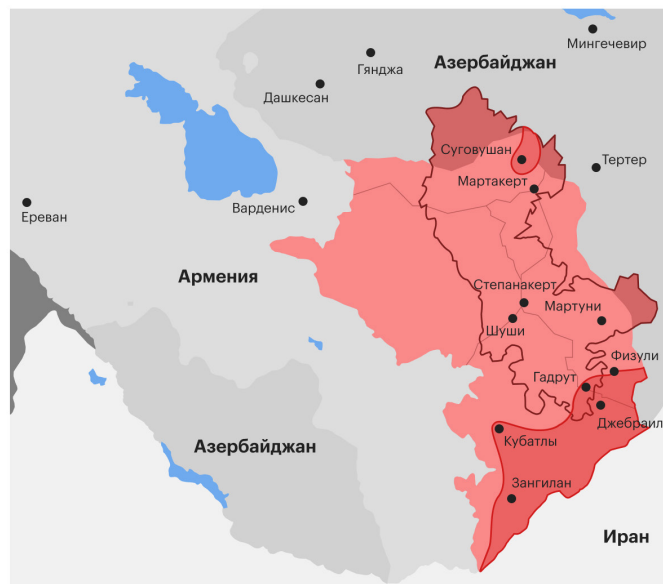 Мингечевир
Гянджа
Азербайджан
Дашкесан
Суговушан
Тертер
Мартакерт
Ереван
Варденис
Армения
Степанакерт
Мартуни
Шуши
Физули
Гадрут
Джебраил
Азербайджан
Кубатлы
Зангилан
Иран